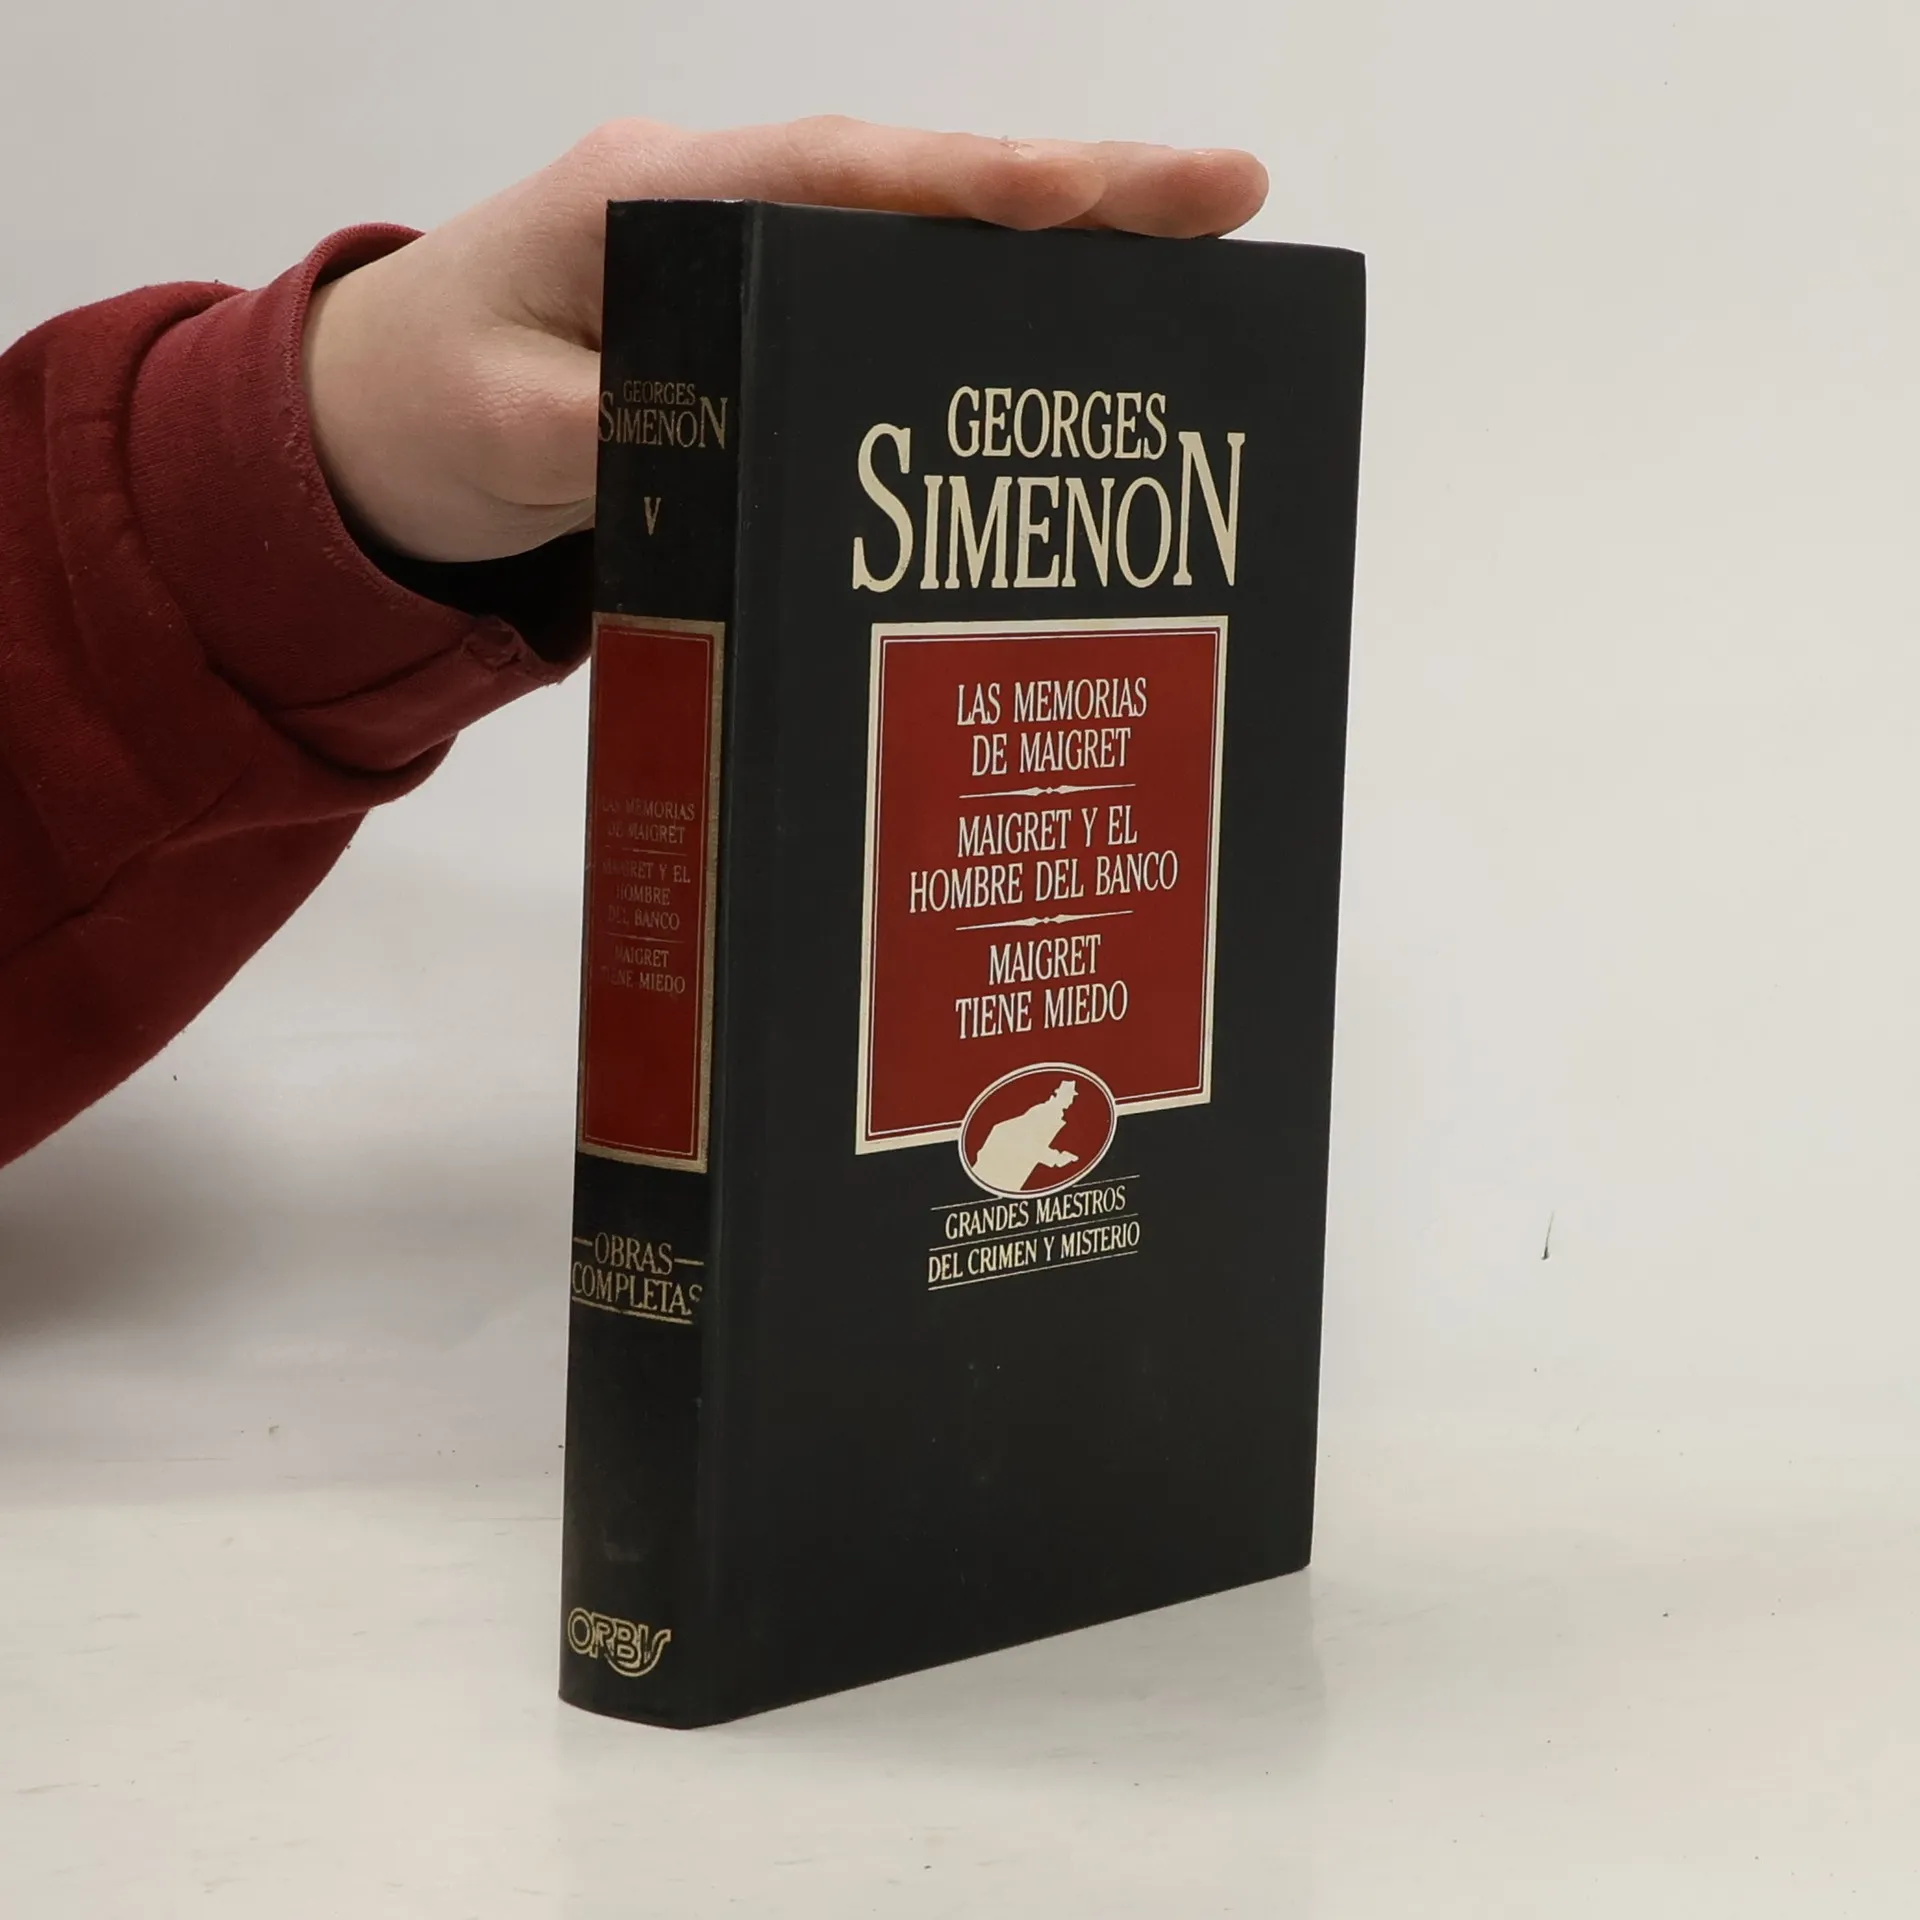 GEORGES
SIMENON
V
LAS MEMORIAS
DE MAIGRET
MAIGRET Y EL
HOMBRE
DEL BANCO
MAIGRET
TIENE MIEDO
OBRAS
COMPLETAS
ORBIS
GEORGES
SIMENON
LAS MEMORIAS
DE MAIGRET
MAIGRET Y EL
HOMBRE DEL BANCO
MAIGRET
TIENE MIEDO
GRANDES MAESTROS
DEL CRIMEN Y MISTERIO